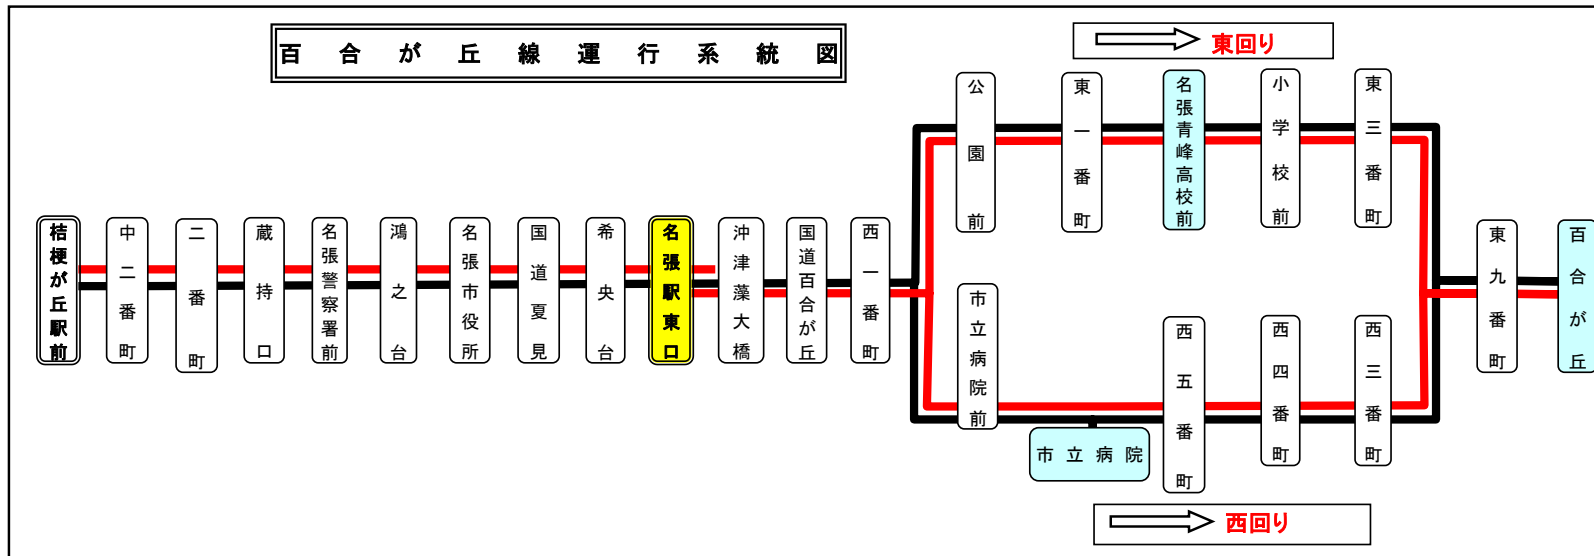 百合が丘線運行系統図
東回り
公園前
東一番町
名張青峰高校前
小学校前
東三番町
桔梗が丘駅前
中二番町
二番町
蔵持口
名張警察署前
鴻之台
名張市役所
国道夏見
希央台
名張駅東口
沖津藻大橋
国道百合が丘
西一番町
市立病院前
市立病院
西五番町
西四番町
西三番町
東九番町
百合が丘
西回り